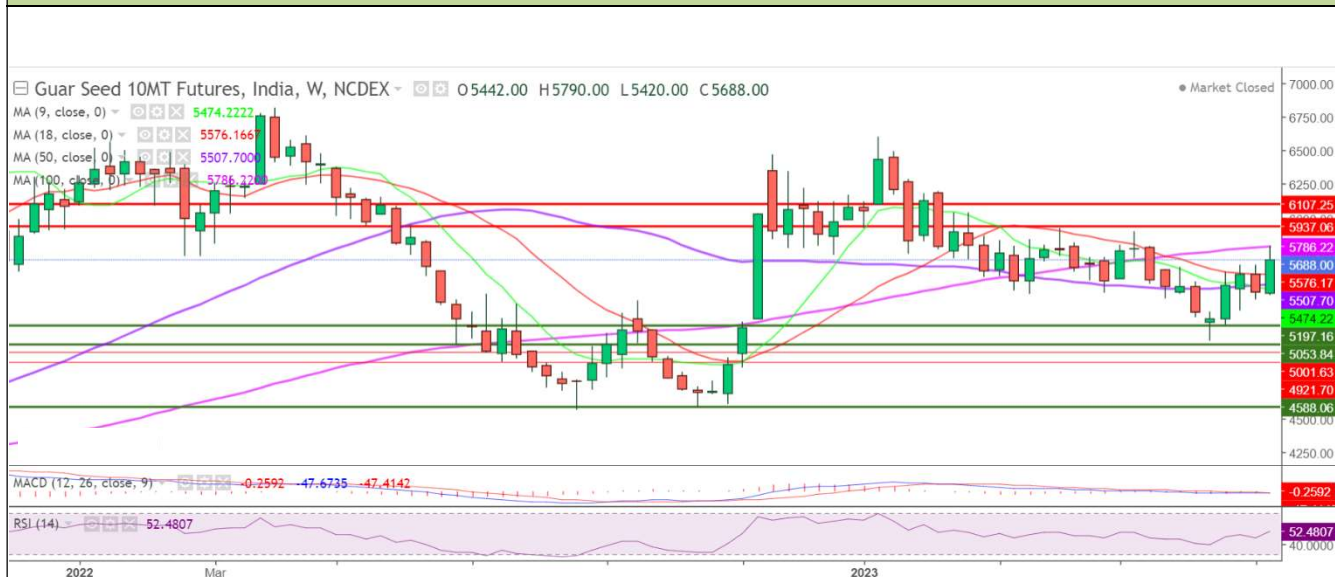 Guar Seed 10MT Futures, India, W, NCDEX O5442.00 H5790.00 L5420.00 C5688.00
Market Closed
MA (9, close, 0) 5474.2222
MA (18, close, 0) 5576.1667
MA (50, close, 0) 5507.7000
MA (100, close, 0) 5786.2200
7000.00
6750.00
6500.00
6250.00
6107.25
5937.06
5786.22
5688.00
5576.17
5507.70
5474.22
5197.16
5053.84
5001.63
4921.70
4588.06
4500.00
4250.00
MACD (12, 26, close, 9) -0.2592 -47.6735 -47.4142
-0.2592
RSI (14) 52.4807
52.4807
40.0000
2022 Mar 2023